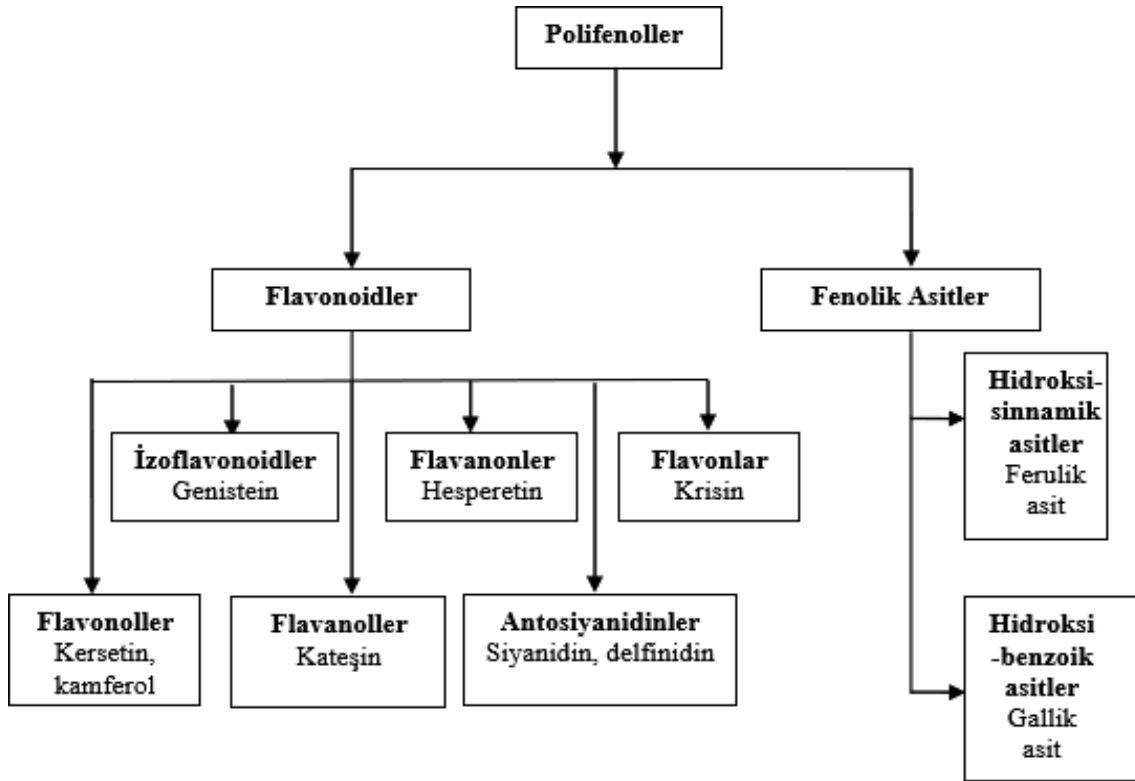 Polifenoller
Flavonoidler
Fenolik Asitler
İzoflavonoidler
Genistein
Flavanonler
Hesperetin
Flavonlar
Krisin
Hidroksi-
sinnamik
asitler
Ferulik
asit
Flavonoller
Kersetin,
kamferol
Flavanoller
Kateşin
Antosiyanidinler
Siyanidin, delfinidin
Hidroksi
-benzoik
asitler
Gallik
asit